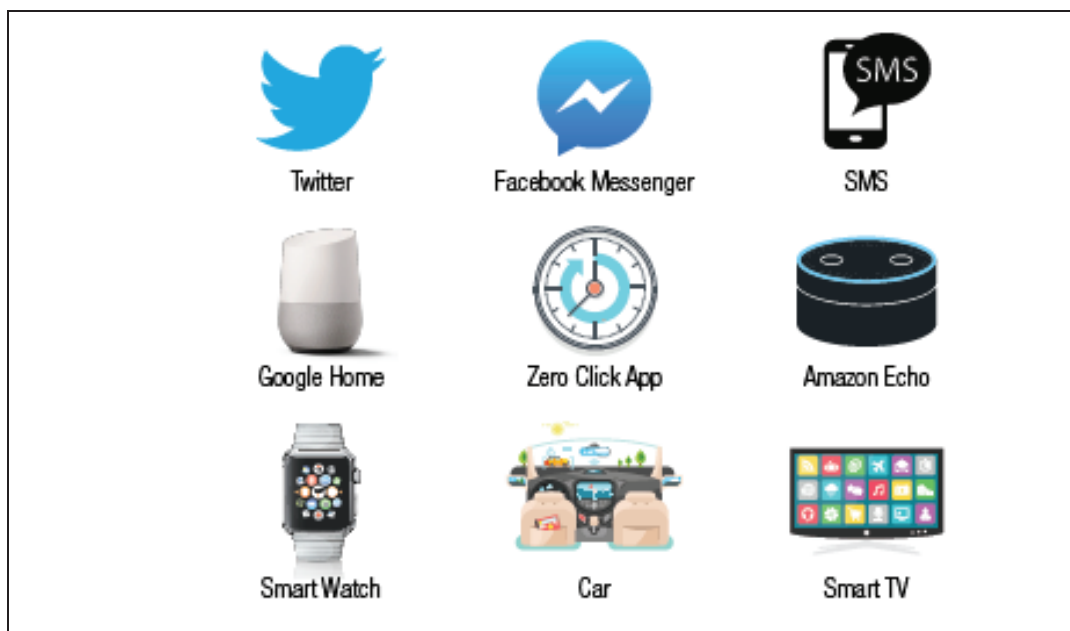 SMS
Twitter
Facebook Messenger
SMS
Google Home
Zero Click App
Amazon Echo
Smart Watch
Car
Smart TV